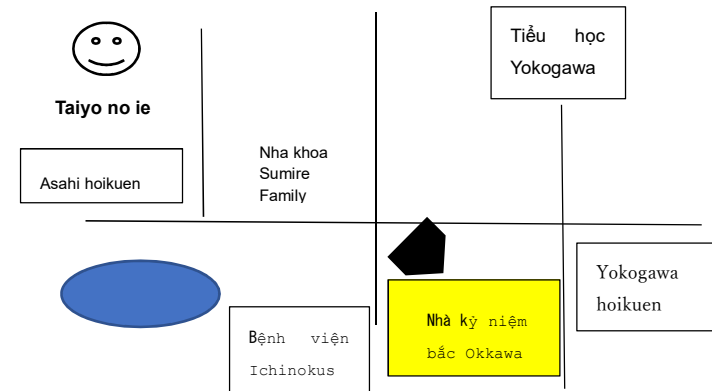 Tiểu học
Yokogawa
Taiyo no ie
Asahi hoikuen
Nha khoa
Sumire
Family
Yokogawa
hoikuen
Bệnh viện
Ichinokus
Nhà kỷ niệm
bắc Okkawa